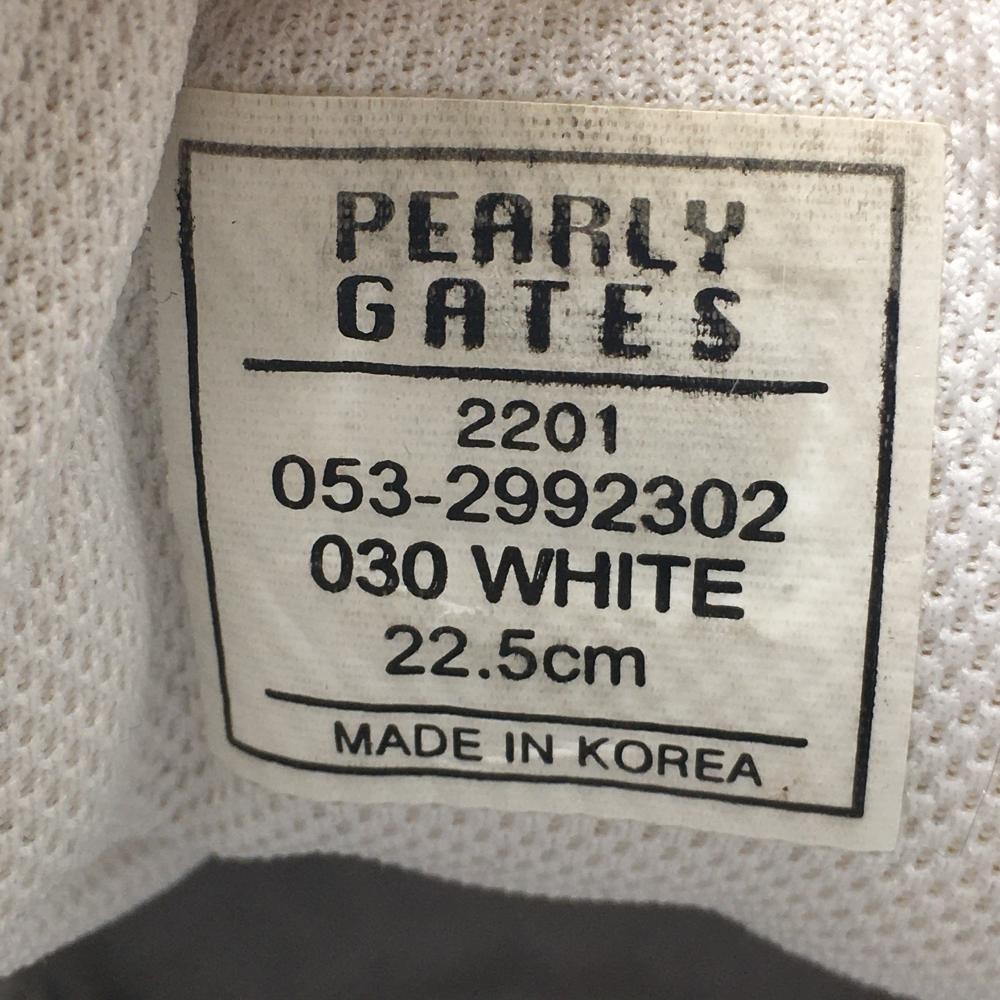 PEARLY
GATES
2201
053-2992302
030 WHITE
22.5cm
MADE IN KOREA